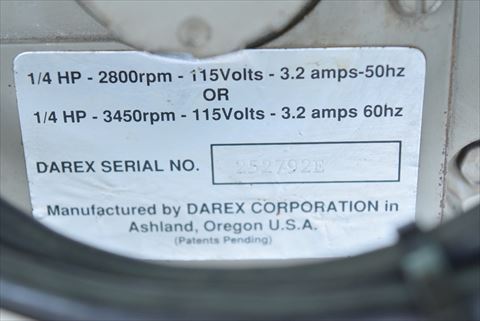 1/4 HP - 2800rpm - 115Volts - 3.2 amps-50hz
OR
1/4 HP - 3450rpm - 115Volts - 3.2 amps 60hz
DAREX SERIAL NO. 252792E
Manufactured by DAREX CORPORATION in
Ashland, Oregon U.S.A.
(Patents Pending)